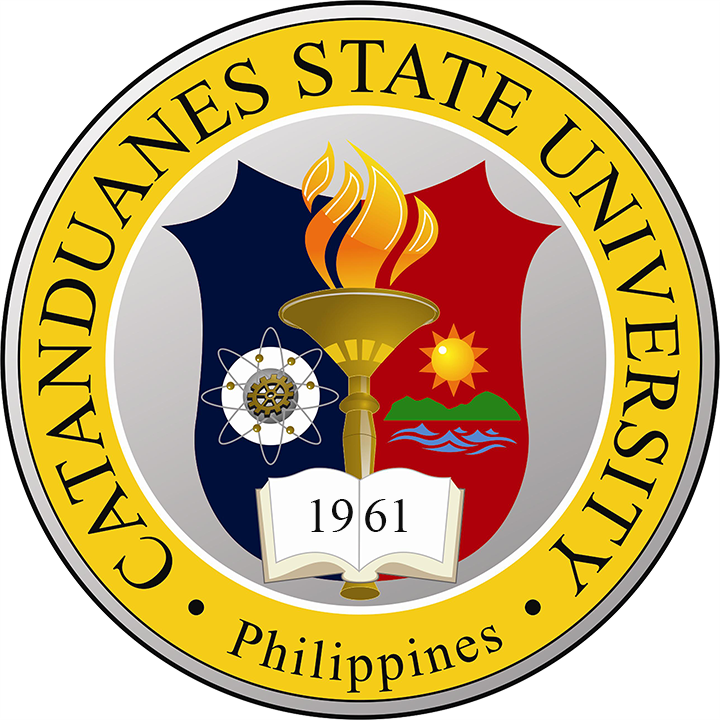 CATANDUANES STATE UNIVERSITY
1961
• Philippines •